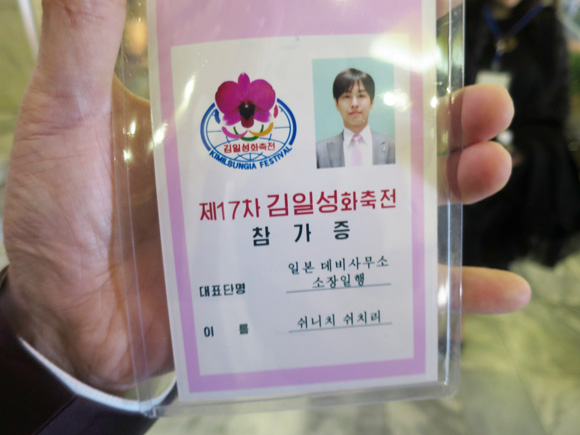 김일성화축전
KIMILSUNGIA FESTIVAL
제17차 김일성화축전
참 가 증
대표단명 일본 데비사무소
소장일행
이 름 쉬니치 쉬치리